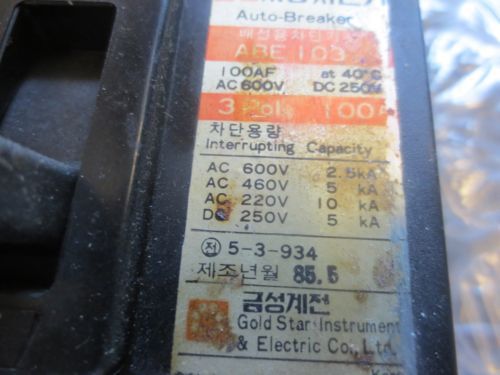 Auto-Breaker
배선용차단기
ABE 103
100AF at 40°C
AC 600V DC 250V
3 Pole 100A
차단용량
Interrupting Capacity
AC 600V 2.5kA
AC 460V 5 kA
AC 220V 10 kA
DC 250V 5 kA
전 5-3-934
제조년월 85.5
금성계전
Gold Star Instrument
& Electric Co., Ltd.